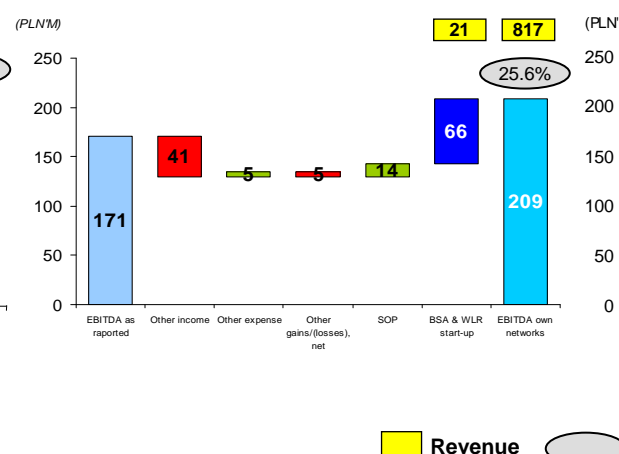 (PLN'M)
21 817
(PLN'
250
25.6%
250
200
200
66
150
41
150
5 5 14
100
171
209
100
50
50
0
0
EBITDA as raported
Other income
Other expense
Other gains/(losses), net
SOP
BSA & WLR start-up
EBITDA own networks
Revenue